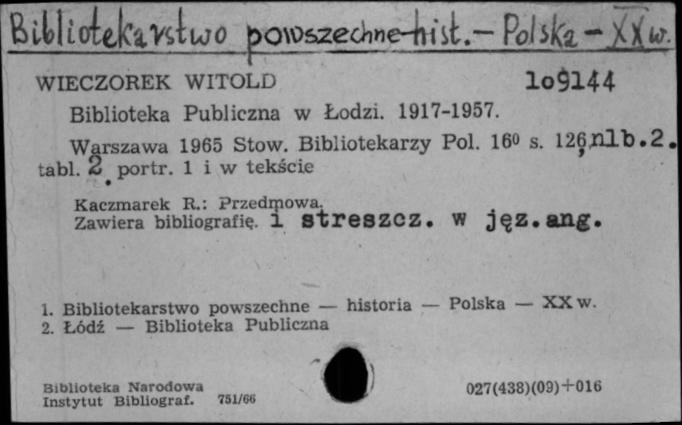 Bibliotekarstwo powszechne-hist. – Polska – XX w.
WIECZOREK WITOLD 109144
Biblioteka Publiczna w Łodzi. 1917-1957.
Warszawa 1965 Stow. Bibliotekarzy Pol. 16⁰ s. 126,nlb.2.
tabl. 2 portr. 1 i w tekście
Kaczmarek R.: Przedmowa.
Zawiera bibliografię. i streszcz. w jęz.ang.
1. Bibliotekarstwo powszechne — historia — Polska — XX w.
2. Łódź — Biblioteka Publiczna
Biblioteka Narodowa
Instytut Bibliograf. 751/66 027(438)(09)+016